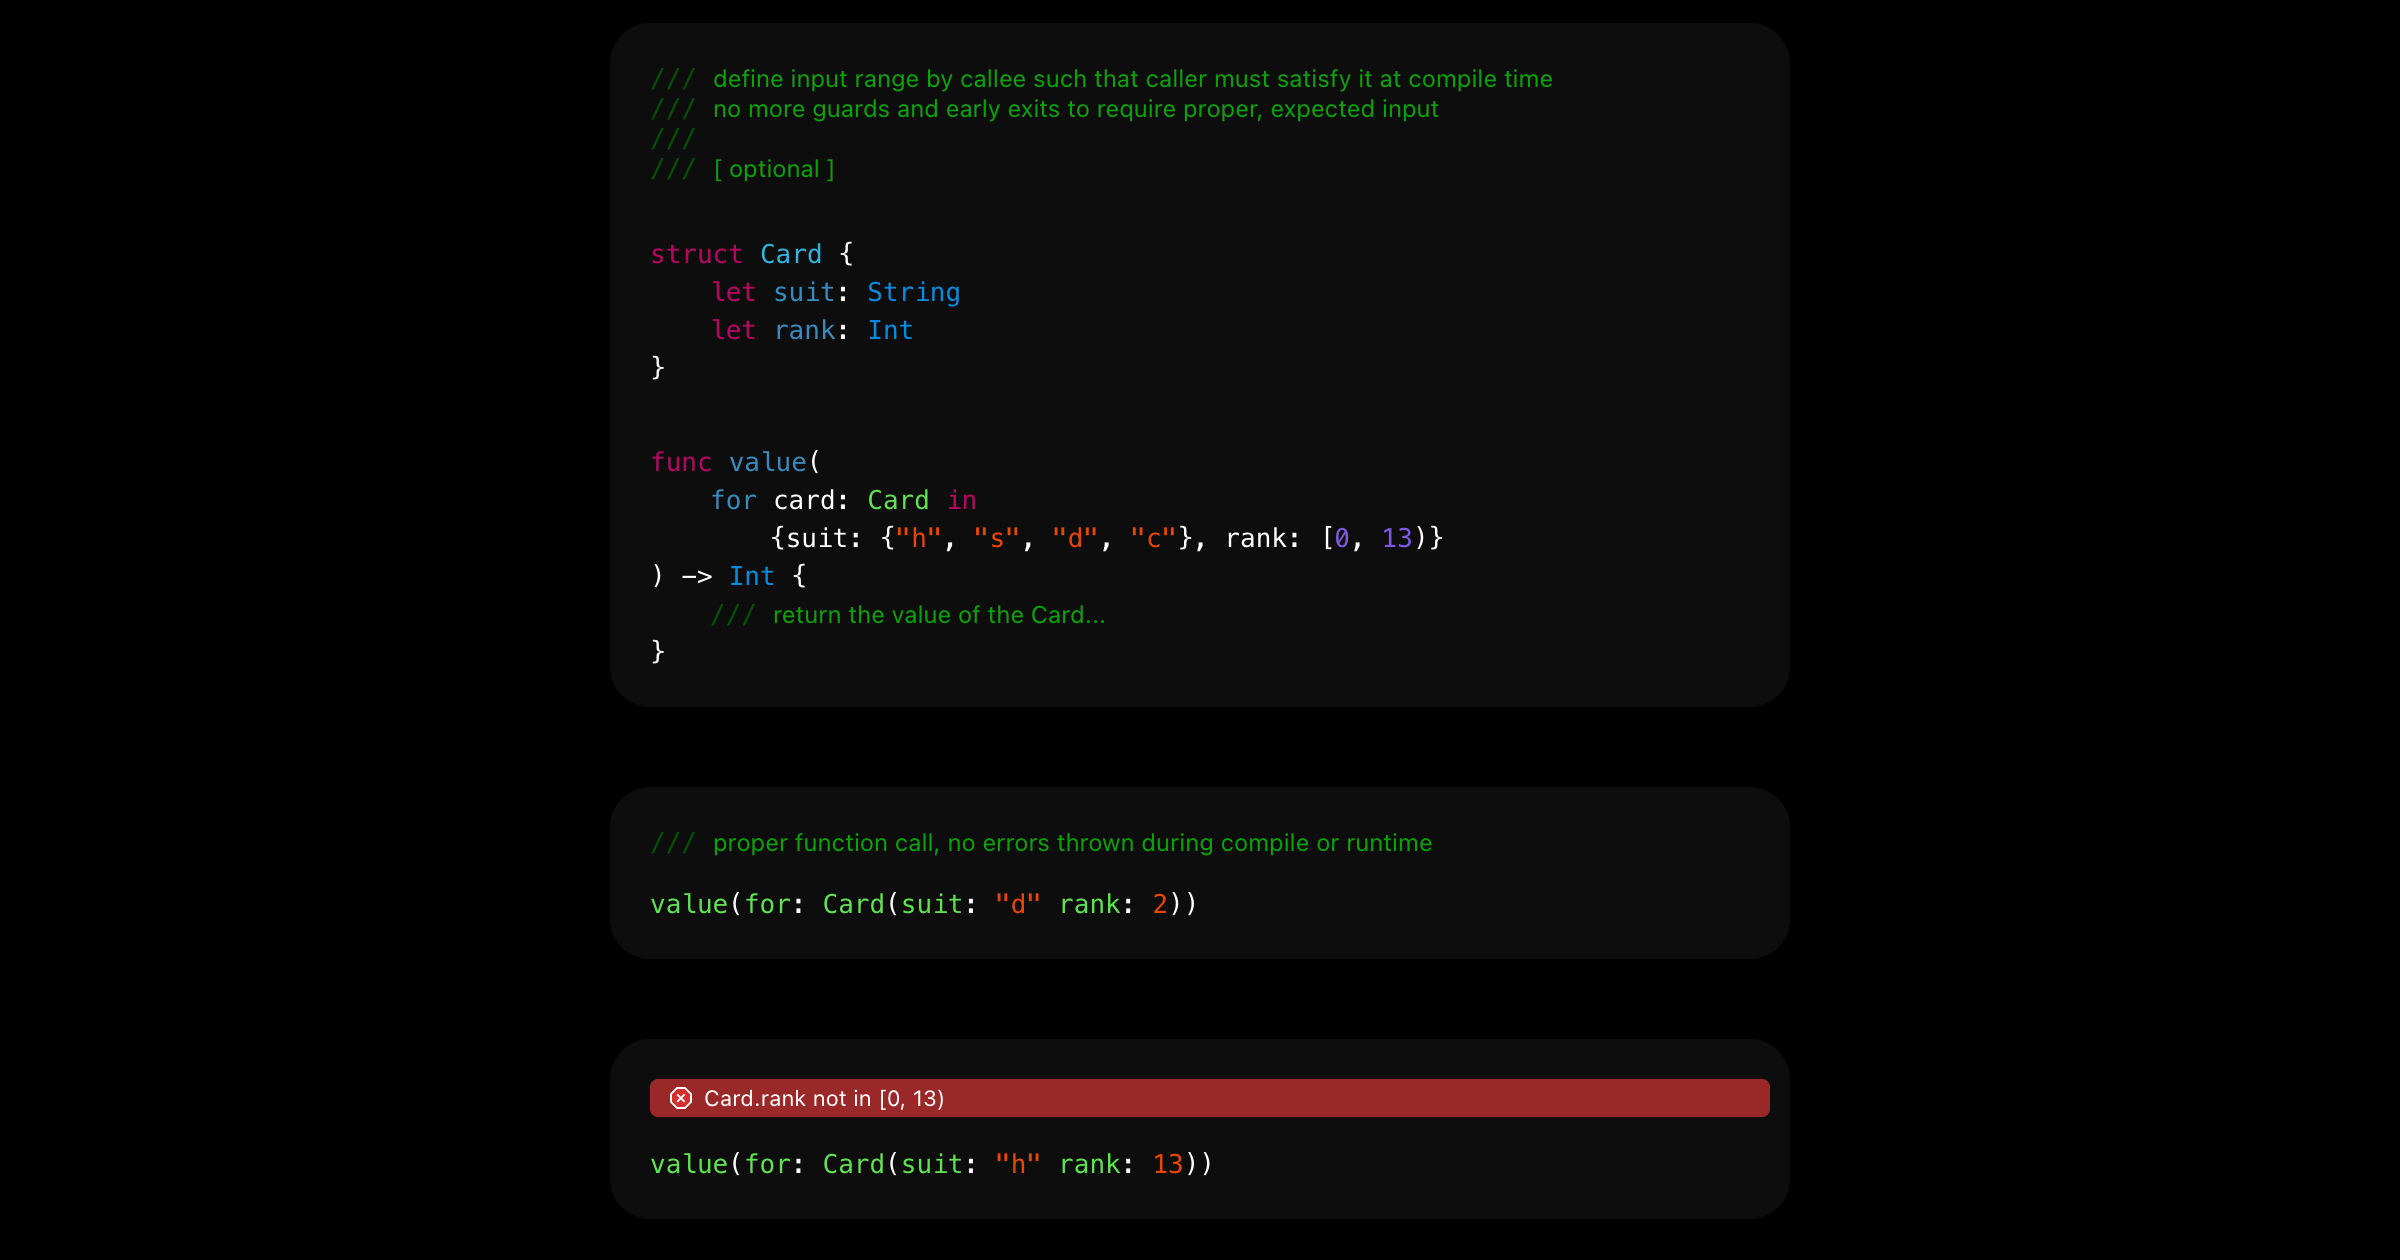 /// define input range by callee such that caller must satisfy it at compile time
/// no more guards and early exits to require proper, expected input
///
/// [ optional ]
struct Card {
let suit: String
let rank: Int
}
func value(
for card: Card in
{suit: {"h", "s", "d", "c"}, rank: [0, 13)}
) -> Int {
/// return the value of the Card...
}
/// proper function call, no errors thrown during compile or runtime
value(for: Card(suit: "d" rank: 2))
Card.rank not in [0, 13)
value(for: Card(suit: "h" rank: 13))